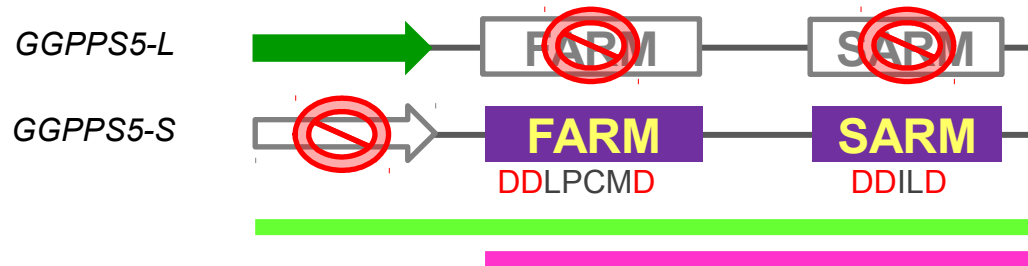 GGPPS5-L FARM SARM
GGPPS5-S FARM SARM
DDLPCMD DDILD